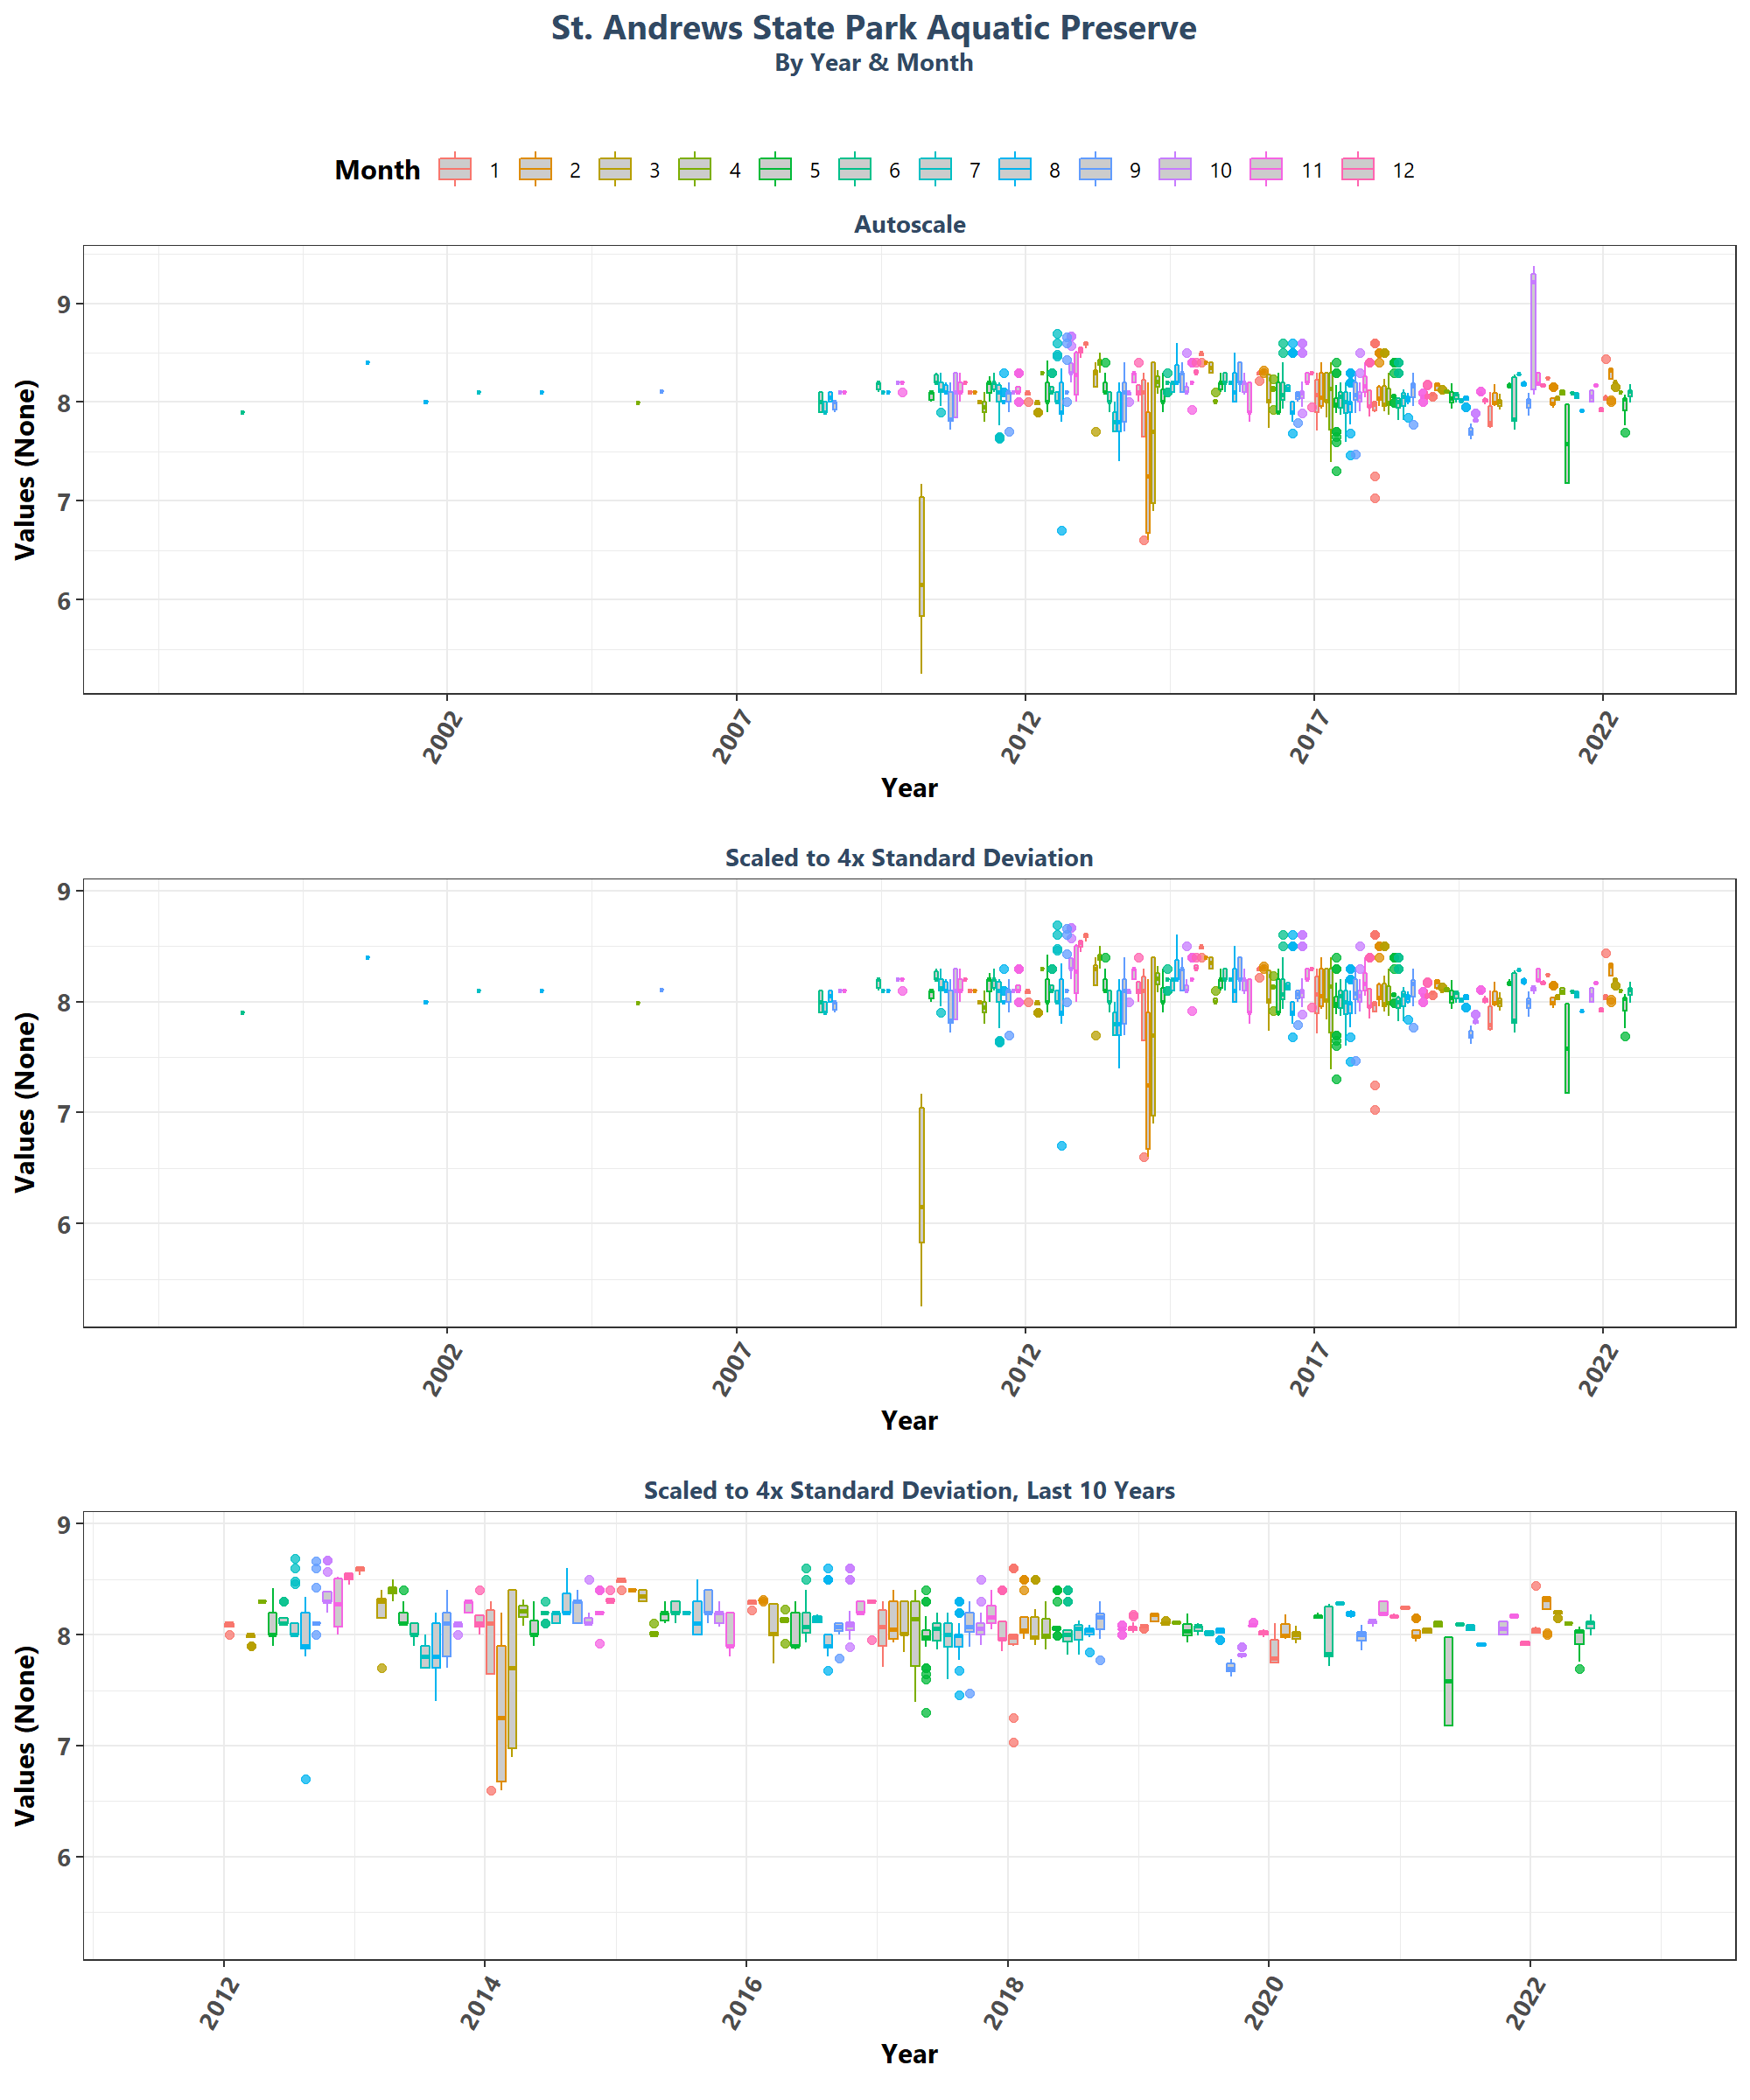 St. Andrews State Park Aquatic Preserve
By Year & Month
Month 1 2 3 4 5 6 7 8 9 10 11 12
Autoscale
Values (None)
9
8
7
6
2002 2007 2012 2017 2022
Year
Scaled to 4x Standard Deviation
Values (None)
9
8
7
6
2002 2007 2012 2017 2022
Year
Scaled to 4x Standard Deviation, Last 10 Years
Values (None)
9
8
7
6
2012 2014 2016 2018 2020 2022
Year